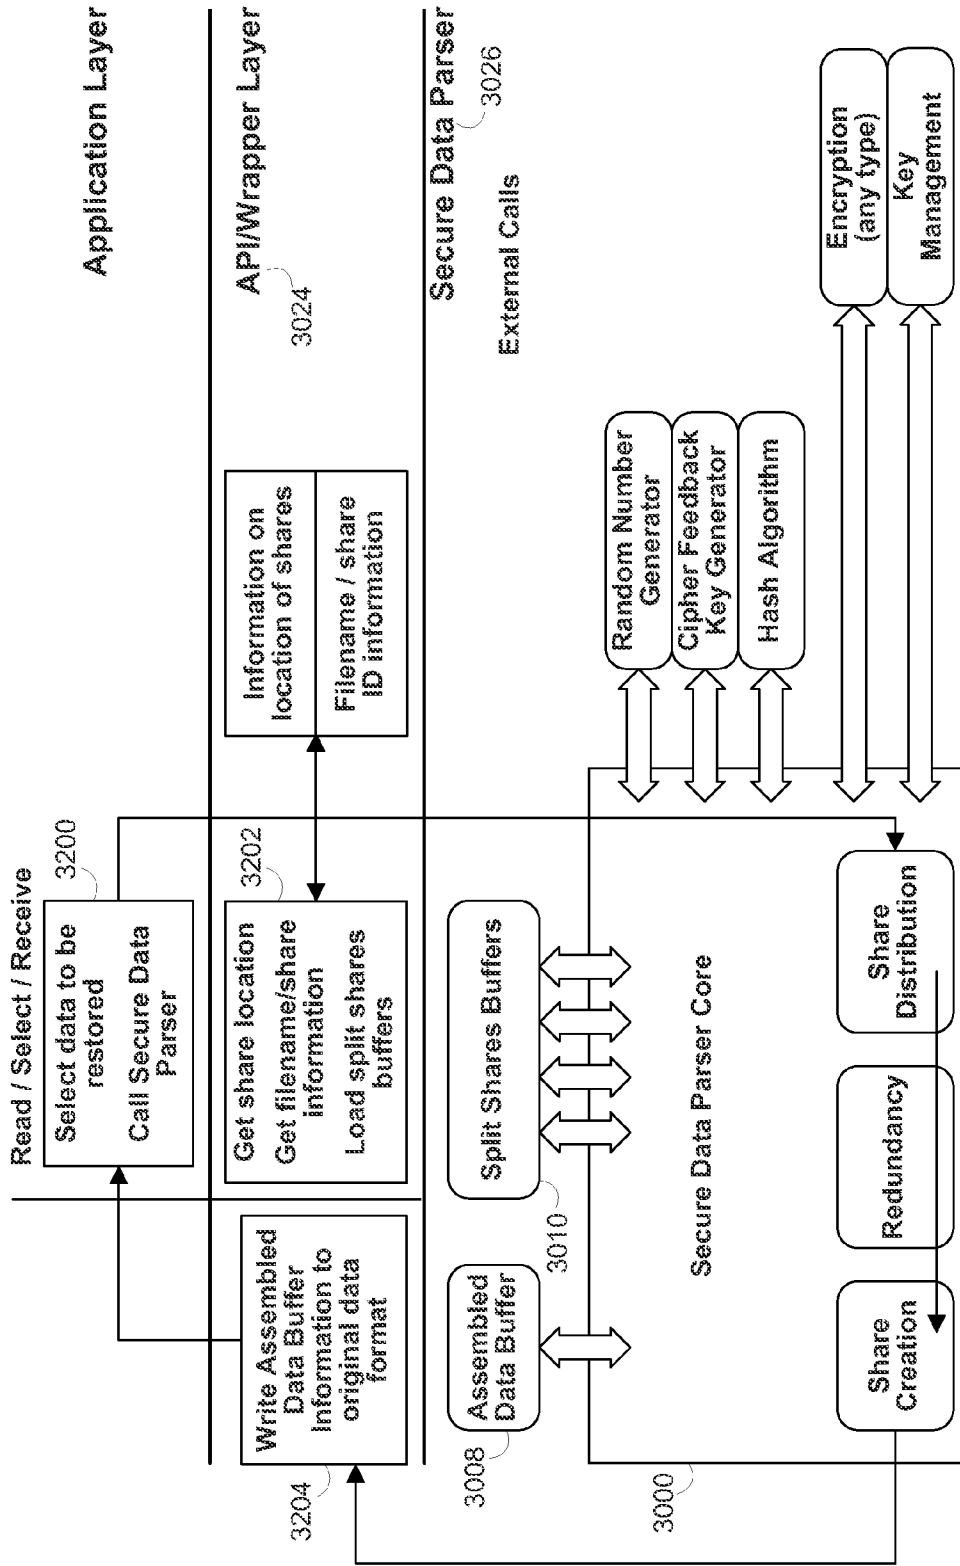 Read / Select / Receive
Application Layer
3200
Select data to be
restored
Call Secure Data
Parser
API/Wrapper Layer
3024
Write Assembled
Data Buffer
Information to
original data
format
3204
3202
Get share location
Get filename/share
information
Load split shares
buffers
Information on
location of shares
Filename / share
ID information
Secure Data Parser
3026
External Calls
Assembled
Data Buffer
3008
Split Shares Buffers
3010
3000
Secure Data Parser Core
Random Number
Generator
Cipher Feedback
Key Generator
Hash Algorithm
Share
Creation
Redundancy
Share
Distribution
Encryption
(any type)
Key
Management